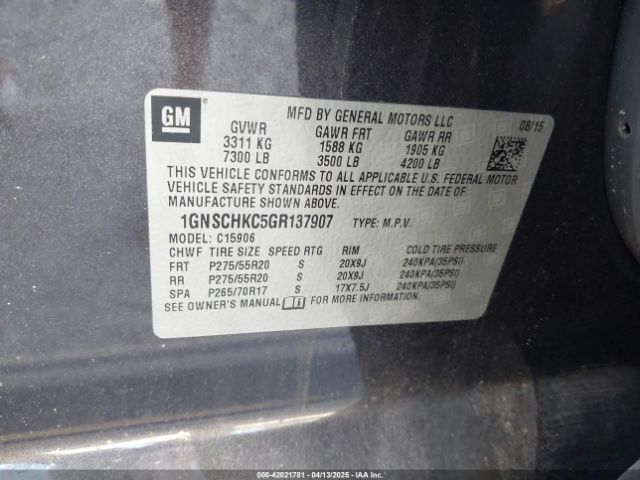 GM
MFD BY GENERAL MOTORS LLC
08/15
GVWR GAWR FRT GAWR RR
3311 KG 1588 KG 1905 KG
7300 LB 3500 LB 4200 LB
THIS VEHICLE CONFORMS TO ALL APPLICABLE U.S. FEDERAL MOTOR
VEHICLE SAFETY STANDARDS IN EFFECT ON THE DATE OF
MANUFACTURE SHOWN ABOVE.
1GNSCHKC5GR137907 TYPE: M.P.V.
MODEL: C15906
CHWF TIRE SIZE SPEED RTG RIM COLD TIRE PRESSURE
FRT P275/55R20 S 20X9J 240KPA(35PSI)
RR P275/55R20 S 20X9J 240KPA(35PSI)
SPA P265/70R17 S 17X7.5J 240KPA(35PSI)
SEE OWNER'S MANUAL FOR MORE INFORMATION.
000-42021781 - 04/13/2025 - IAA